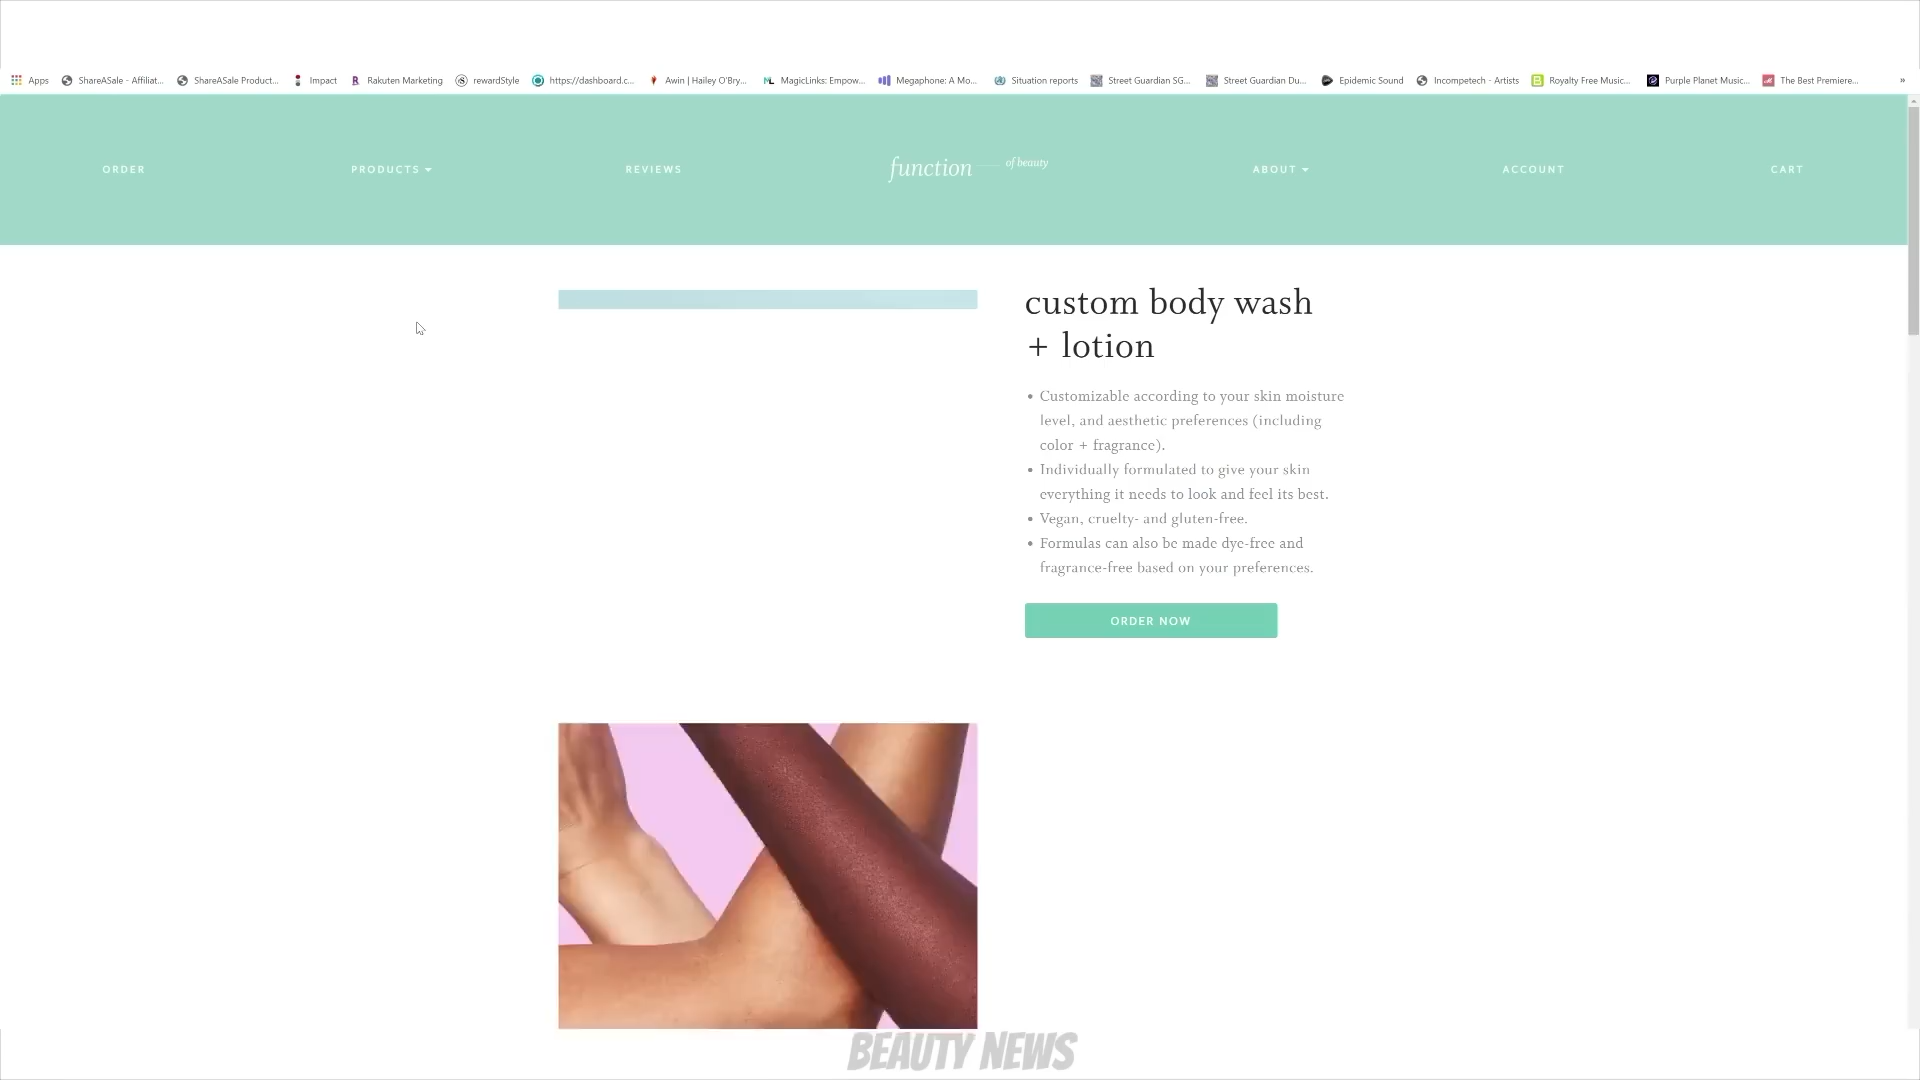 Apps ShareASale - Affiliat... ShareASale Product... Impact Rakuten Marketing rewardStyle https://dashboard.c... Awin | Hailey O'Bry... MagicLinks: Empow... Megaphone: A Mo... Situation reports Street Guardian SG... Street Guardian Du... Epidemic Sound Incompetech - Artists Royalty Free Music... Purple Planet Music... The Best Premiere... »
ORDER PRODUCTS REVIEWS function of beauty ABOUT ACCOUNT CART
custom body wash
+ lotion
• Customizable according to your skin moisture
level, and aesthetic preferences (including
color + fragrance).
• Individually formulated to give your skin
everything it needs to look and feel its best.
• Vegan, cruelty- and gluten-free.
• Formulas can also be made dye-free and
fragrance-free based on your preferences.
ORDER NOW
BEAUTY NEWS